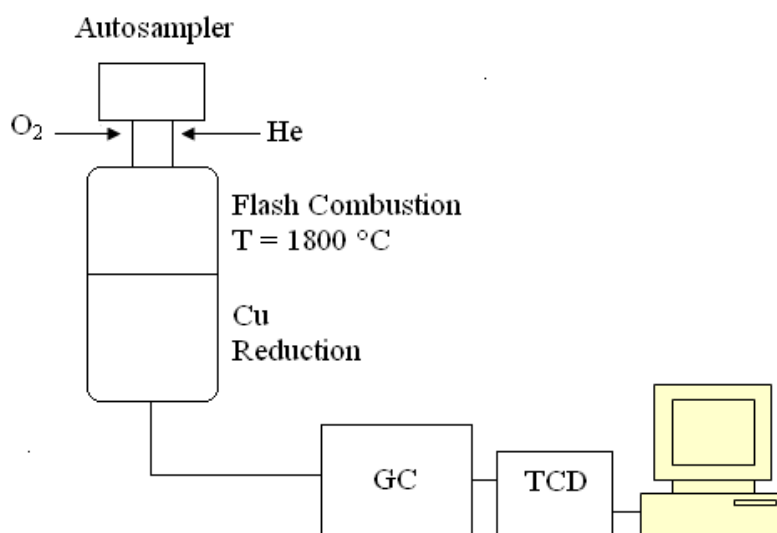 Autosampler
O₂
He
Flash Combustion
T = 1800 °C
Cu
Reduction
GC
TCD